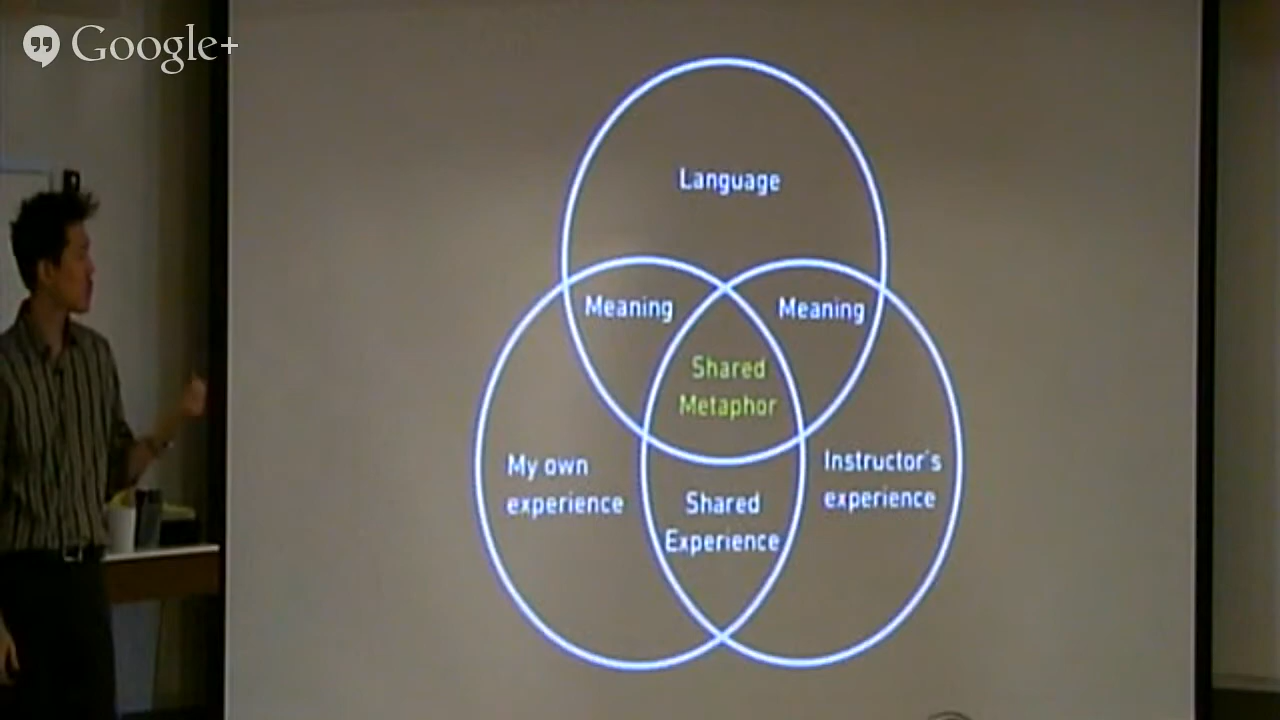 Google+
Language
Meaning
Meaning
Shared
Metaphor
My own
experience
Instructor's
experience
Shared
Experience